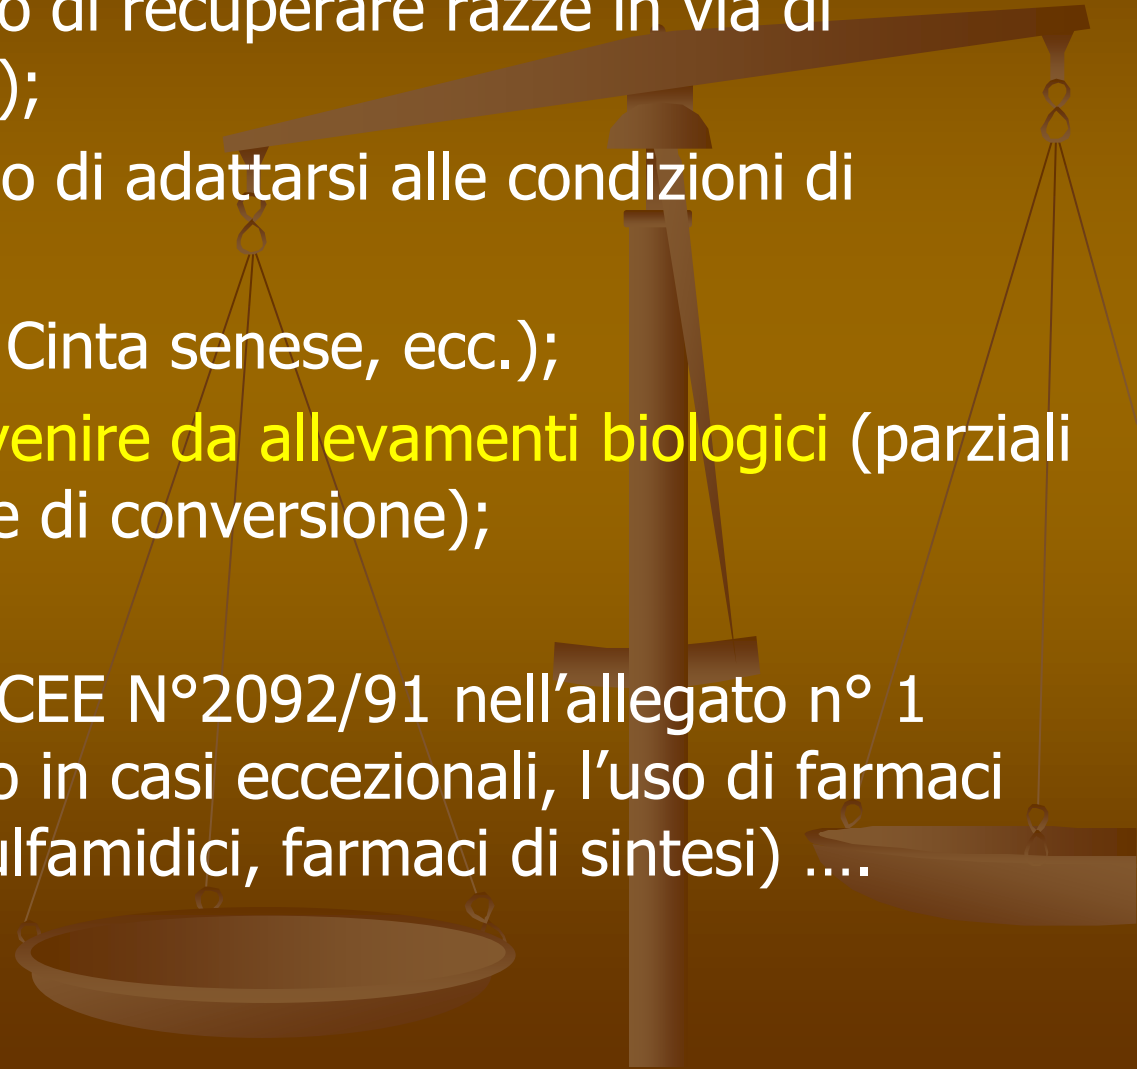 o di recuperare razze in via di
);
o di adattarsi alle condizioni di
Cinta senese, ecc.);
venire da allevamenti biologici (parziali
e di conversione);
CEE N°2092/91 nell’allegato n° 1
o in casi eccezionali, l’uso di farmaci
ulfamidici, farmaci di sintesi) ….